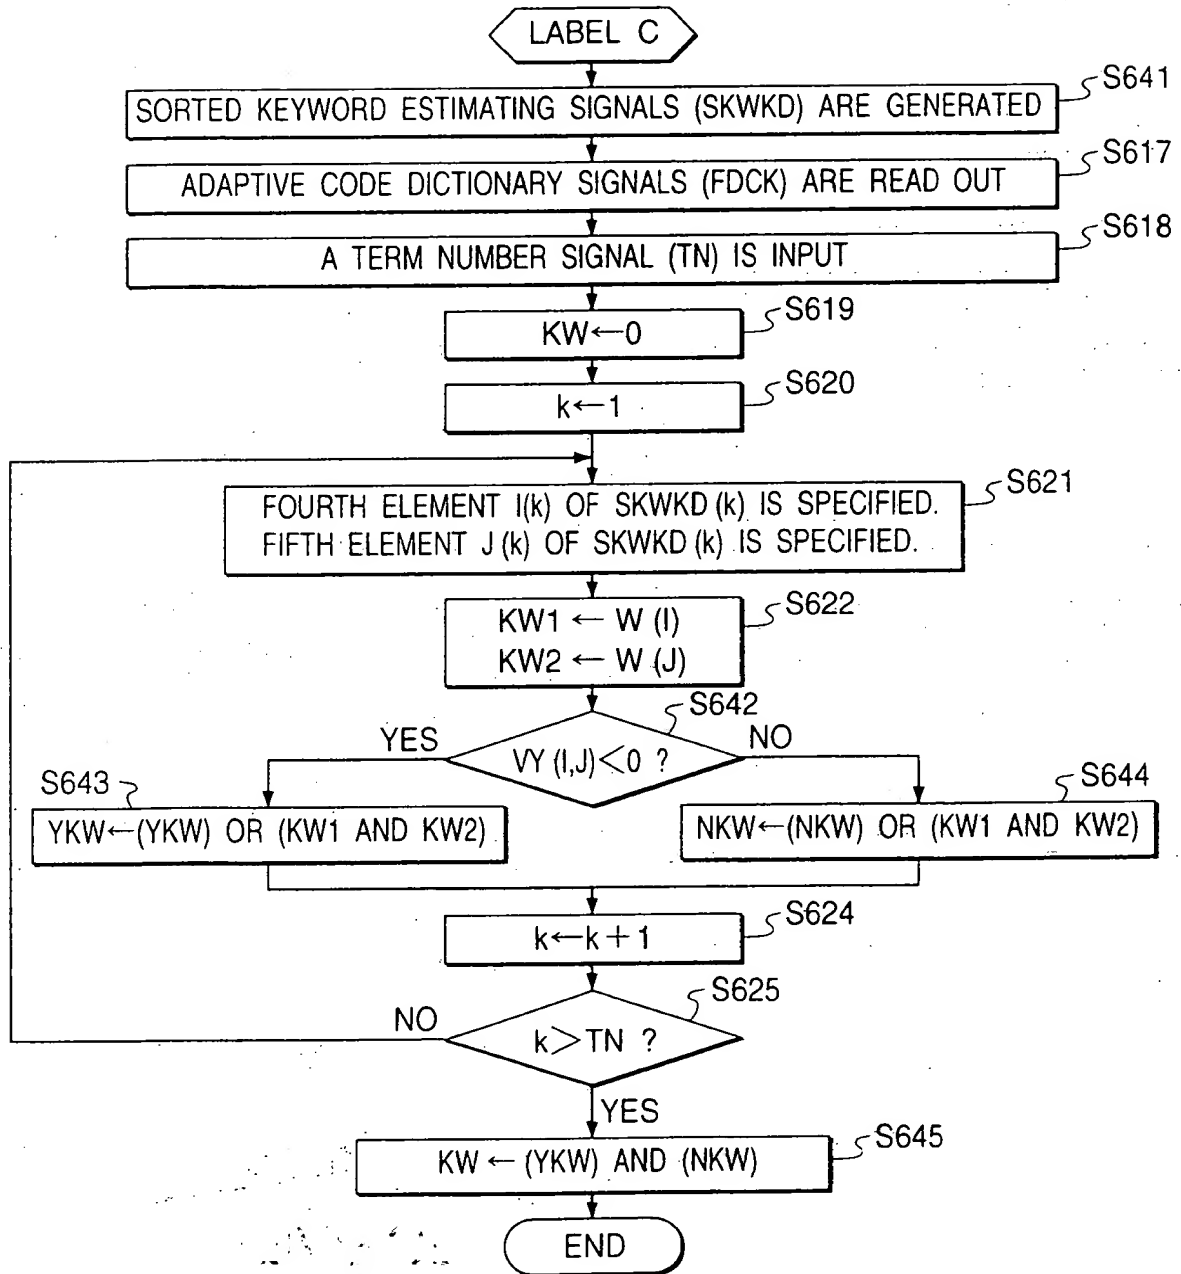 LABEL C
S641
SORTED KEYWORD ESTIMATING SIGNALS (SKWKD) ARE GENERATED
S617
ADAPTIVE CODE DICTIONARY SIGNALS (FDCK) ARE READ OUT
S618
A TERM NUMBER SIGNAL (TN) IS INPUT
S619
KW←0
S620
k←1
S621
FOURTH ELEMENT I(k) OF SKWKD (k) IS SPECIFIED.
FIFTH ELEMENT J (k) OF SKWKD (k) IS SPECIFIED.
S622
KW1 ← W (I)
KW2 ← W (J)
S642
YES
NO
VY (I,J)<0 ?
S643
S644
YKW←(YKW) OR (KW1 AND KW2)
NKW←(NKW) OR (KW1 AND KW2)
S624
k←k+1
S625
NO
k>TN ?
YES
S645
KW ← (YKW) AND (NKW)
END